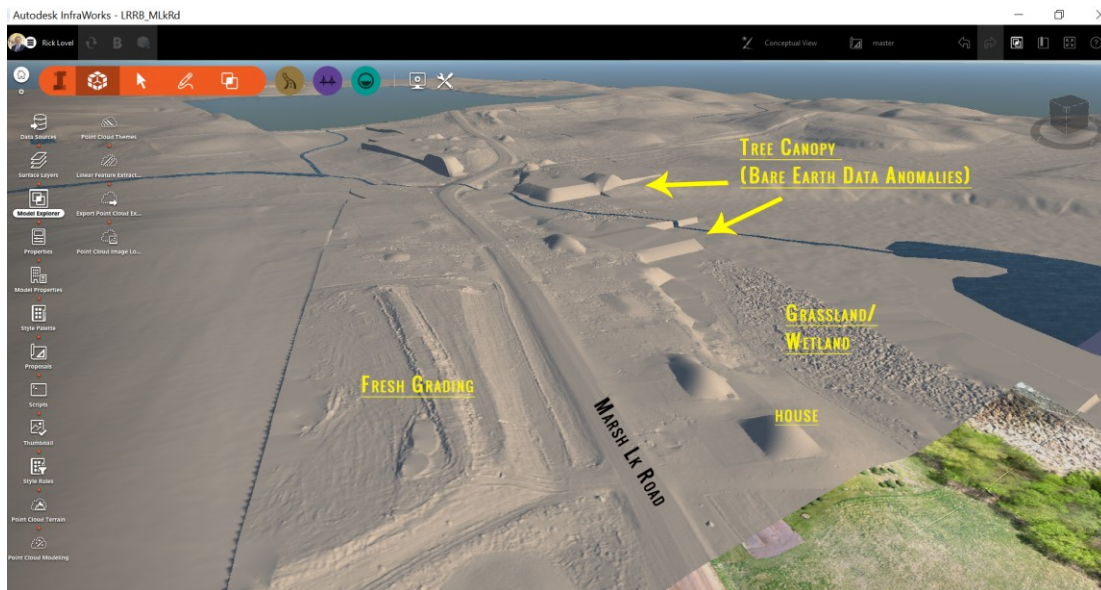 Autodesk InfraWorks - LRRB_MLkRd
Rick Lovel
Conceptual View
master
Data Sources
Point Cloud Themes
Surface Layers
Linear Feature Extracti...
Model Explorer
Export Point Cloud Ex...
Properties
Point Cloud Image Lo...
Model Properties
Style Palette
Proposals
Scripts
Thumbnail
Style Rules
Point Cloud Terrain
Point Cloud Modeling
TREE CANOPY
(BARE EARTH DATA ANOMALIES)
GRASSLAND/
WETLAND
FRESH GRADING
MARSH LK ROAD
HOUSE